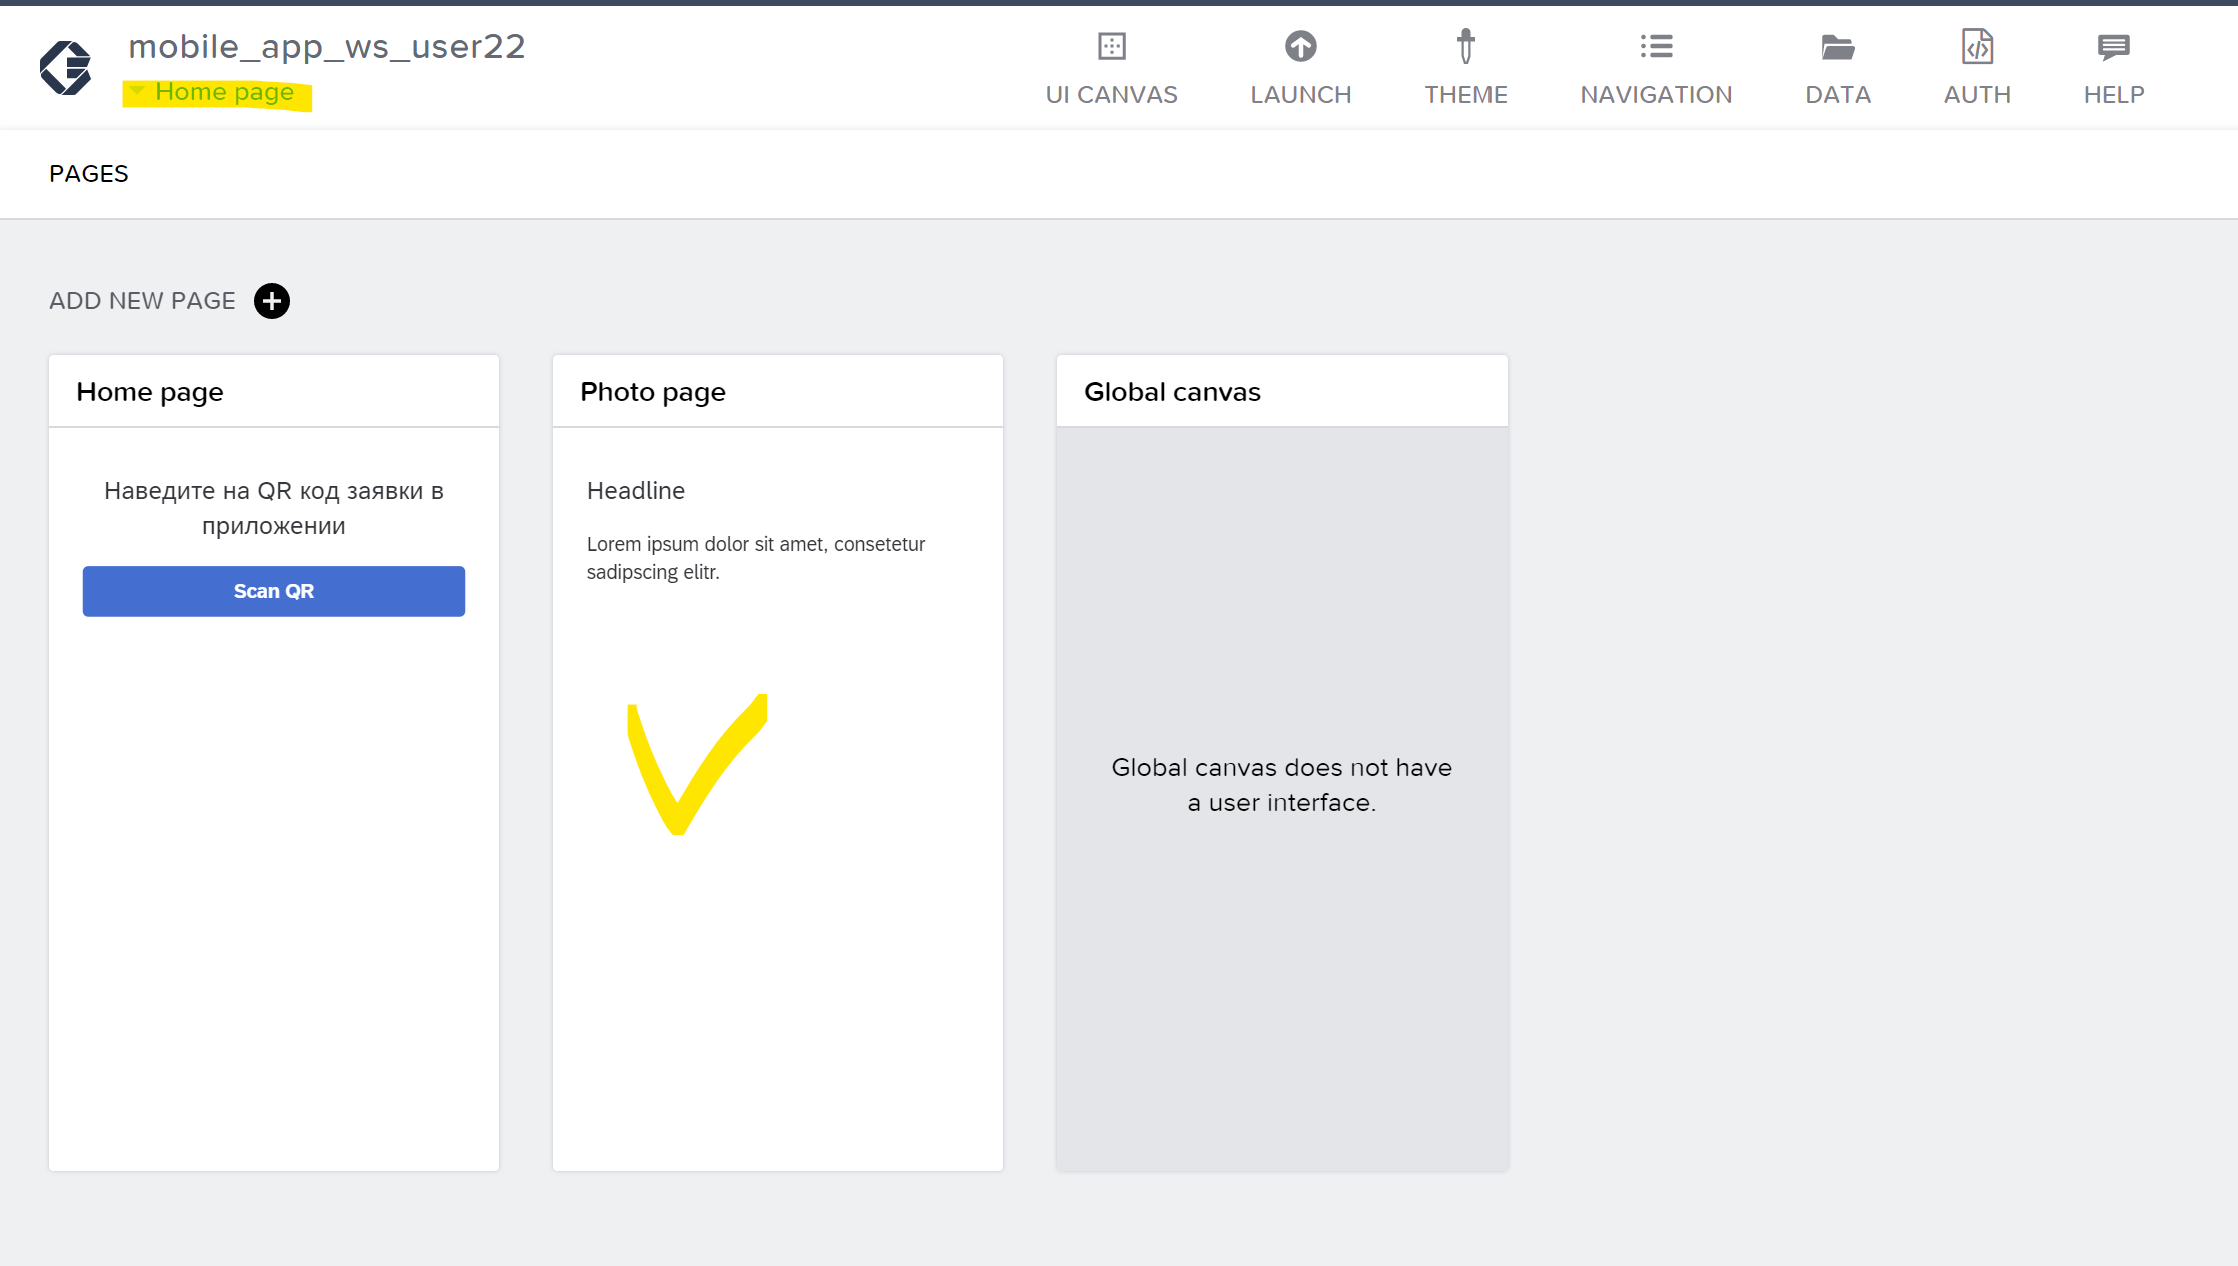 mobile_app_ws_user22
Home page
UI CANVAS
LAUNCH
THEME
NAVIGATION
DATA
AUTH
HELP
PAGES
ADD NEW PAGE
Home page
Наведите на QR код заявки в
приложении
Scan QR
Photo page
Headline
Lorem ipsum dolor sit amet, consetetur
sadipscing elitr.
Global canvas
Global canvas does not have
a user interface.